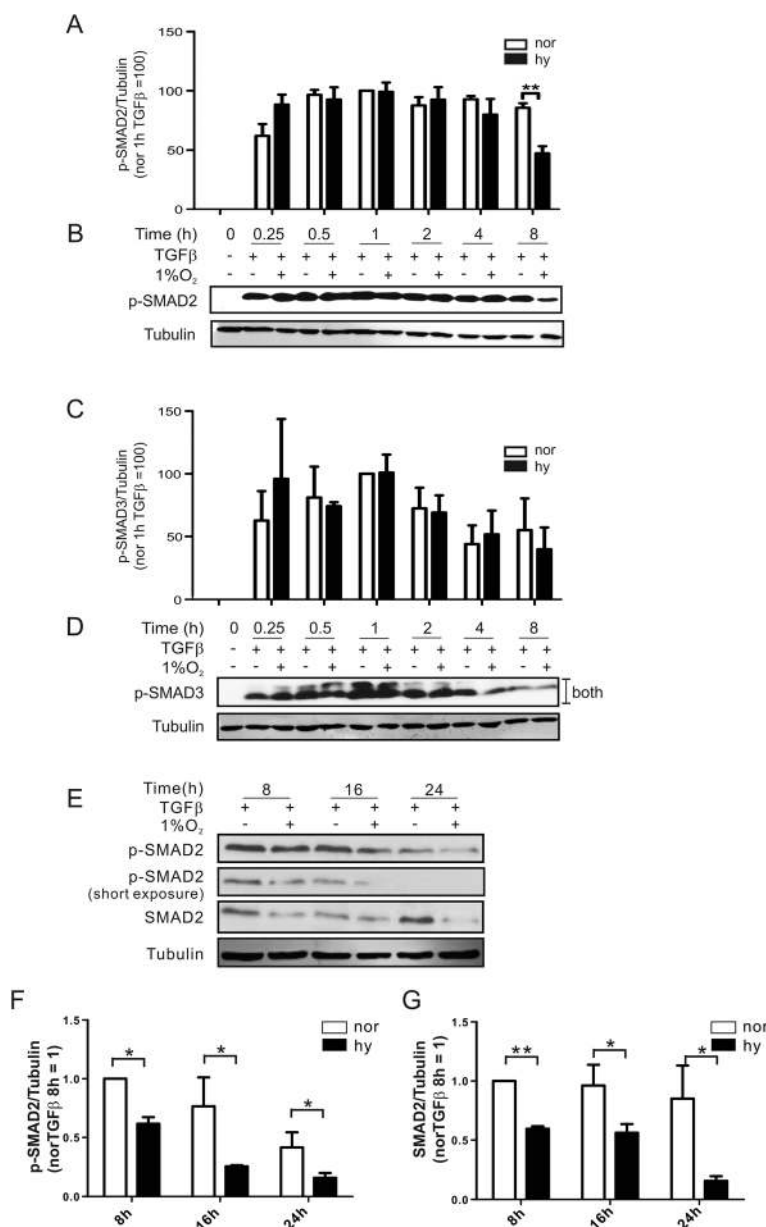 A
p-SMAD2/Tubulin
(nor 1h TGFβ =100)
150
100
50
0
nor
hy
**
B
Time (h) 0 0.25 0.5 1 2 4 8
TGFβ - + + + + + + + + + + + +
1%O₂ - - + - + - + - + - + - +
p-SMAD2
Tubulin
C
p-SMAD3/Tubulin
(nor 1h TGFβ =100)
150
100
50
0
nor
hy
D
Time (h) 0 0.25 0.5 1 2 4 8
TGFβ - + + + + + + + + + + + +
1%O₂ - - + - + - + - + - + - +
p-SMAD3 both
Tubulin
E
Time(h) 8 16 24
TGFβ + + + + + +
1%O₂ - + - + - +
p-SMAD2
p-SMAD2
(short exposure)
SMAD2
Tubulin
F
p-SMAD2/Tubulin
(norTGFβ 8h = 1)
1.5
1.0
0.5
0.0
nor
hy
* * *
8h 16h 24h
G
SMAD2/Tubulin
(norTGFβ 8h = 1)
1.5
1.0
0.5
0.0
nor
hy
** * *
8h 16h 24h